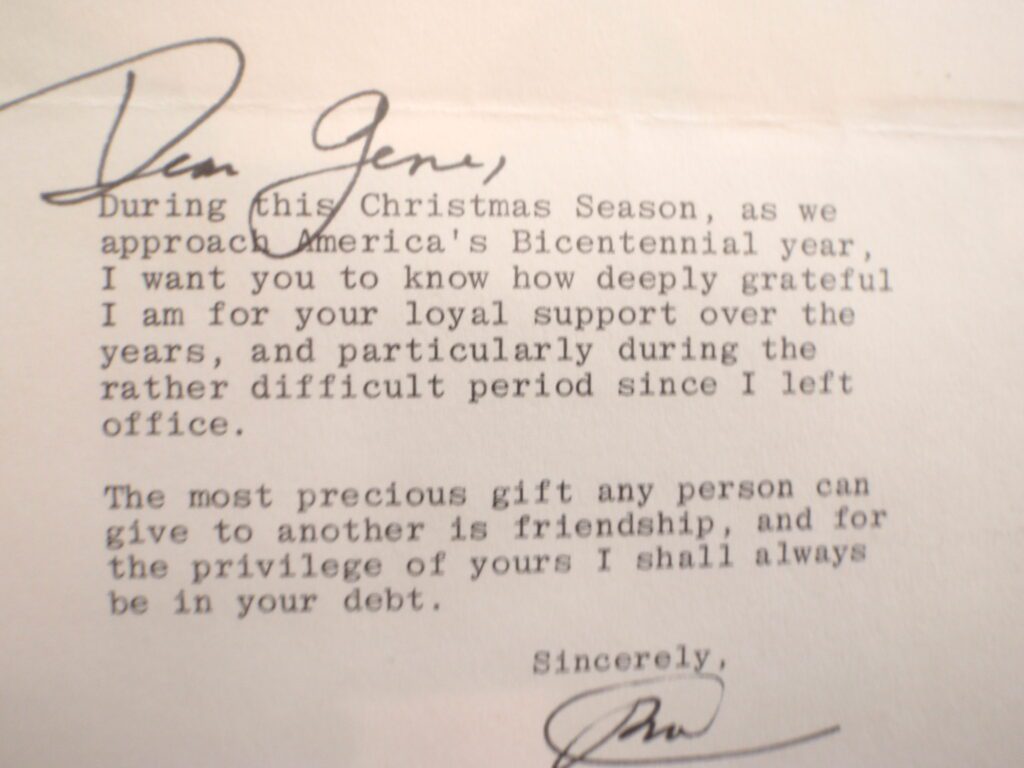 Dear Gene,
During this Christmas Season, as we
approach America's Bicentennial year,
I want you to know how deeply grateful
I am for your loyal support over the
years, and particularly during the
rather difficult period since I left
office.
The most precious gift any person can
give to another is friendship, and for
the privilege of yours I shall always
be in your debt.
Sincerely,